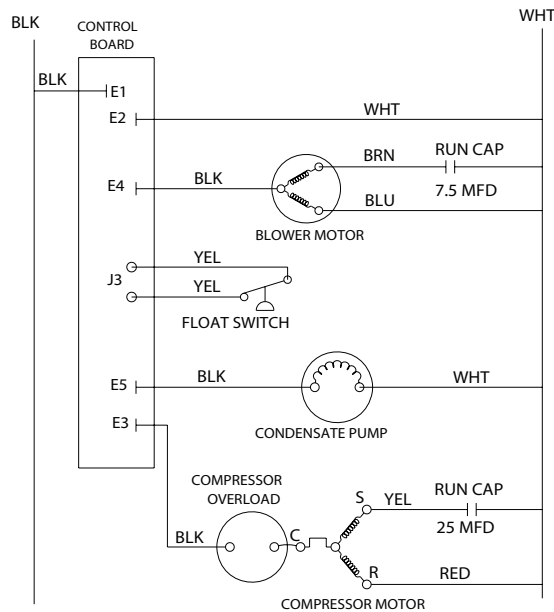 BLK
WHT
CONTROL
BOARD
BLK
E1
E2
WHT
BRN
RUN CAP
E4
BLK
7.5 MFD
BLU
BLOWER MOTOR
YEL
J3
YEL
FLOAT SWITCH
E5
BLK
WHT
E3
CONDENSATE PUMP
COMPRESSOR
OVERLOAD
S
YEL
RUN CAP
25 MFD
BLK
C
R
RED
COMPRESSOR MOTOR